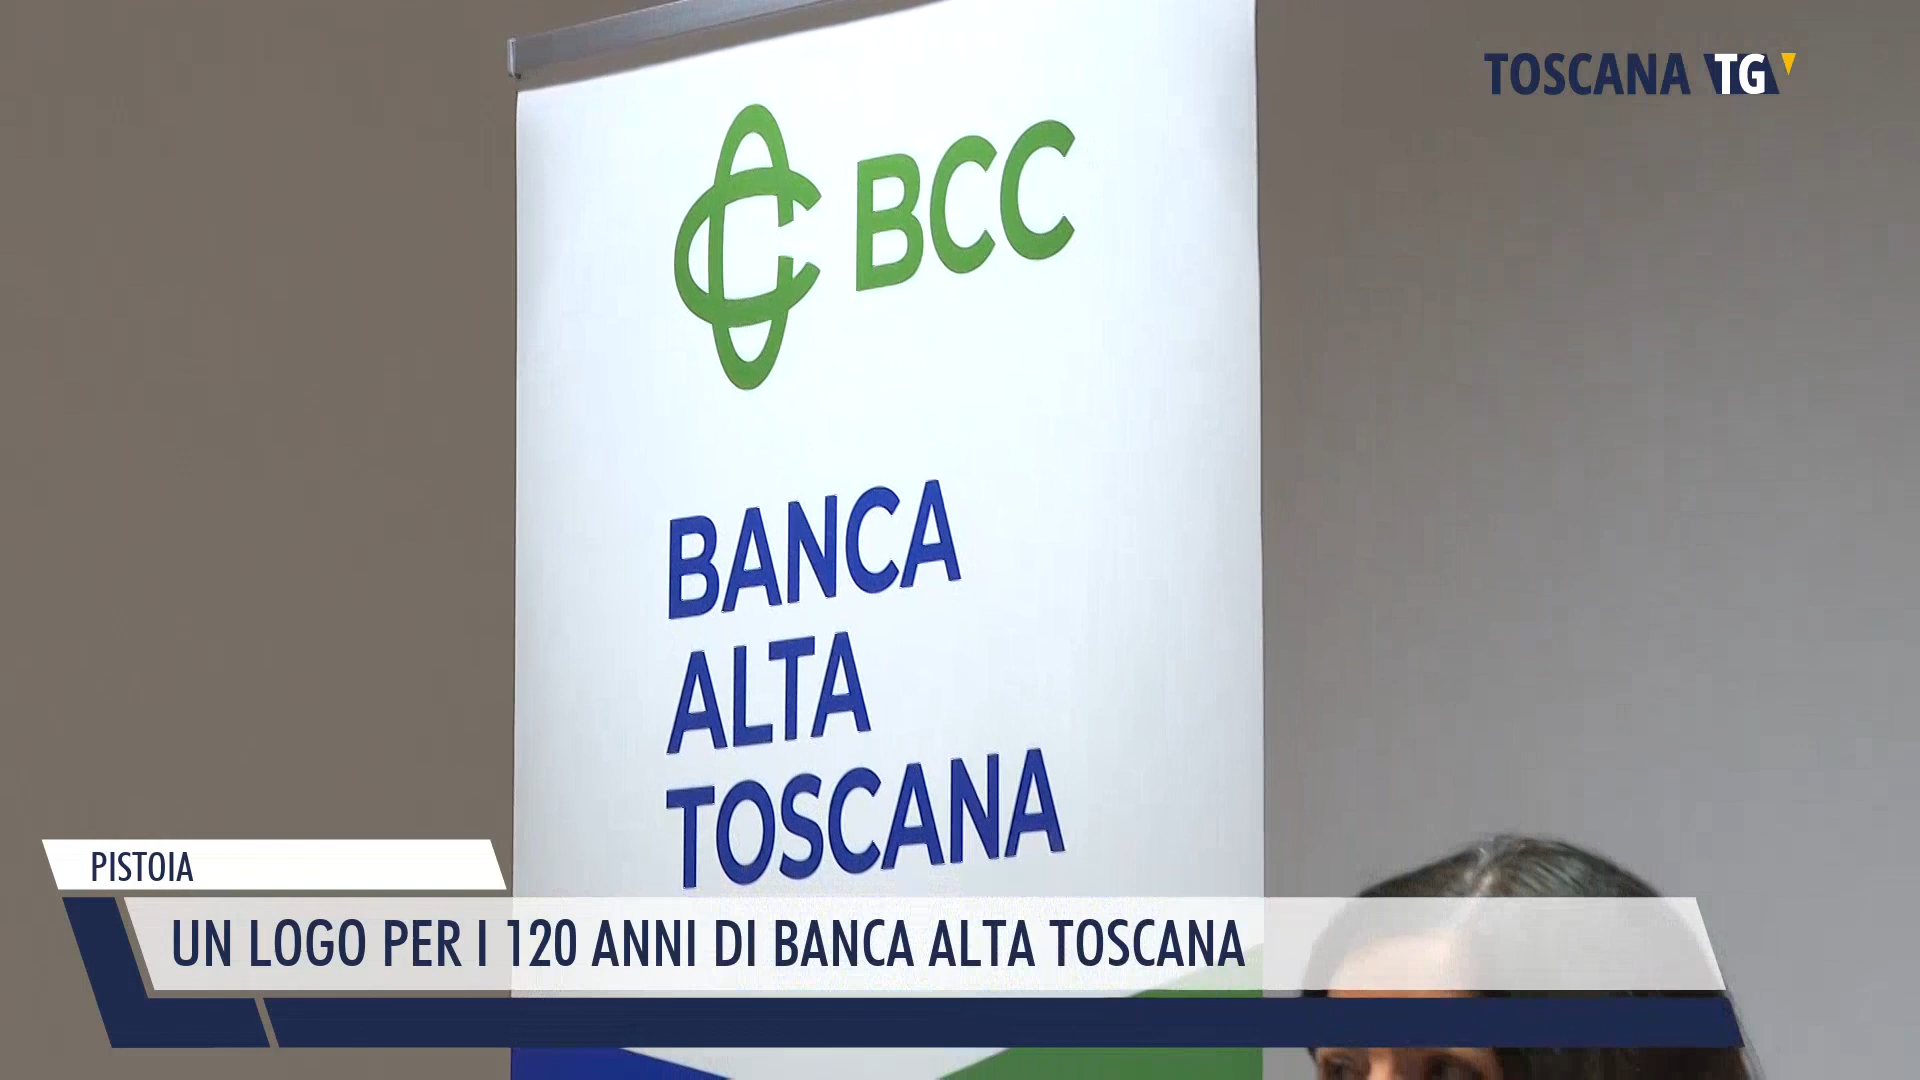 TOSCANA TG
BCC
BANCA
ALTA
TOSCANA
PISTOIA
UN LOGO PER I 120 ANNI DI BANCA ALTA TOSCANA